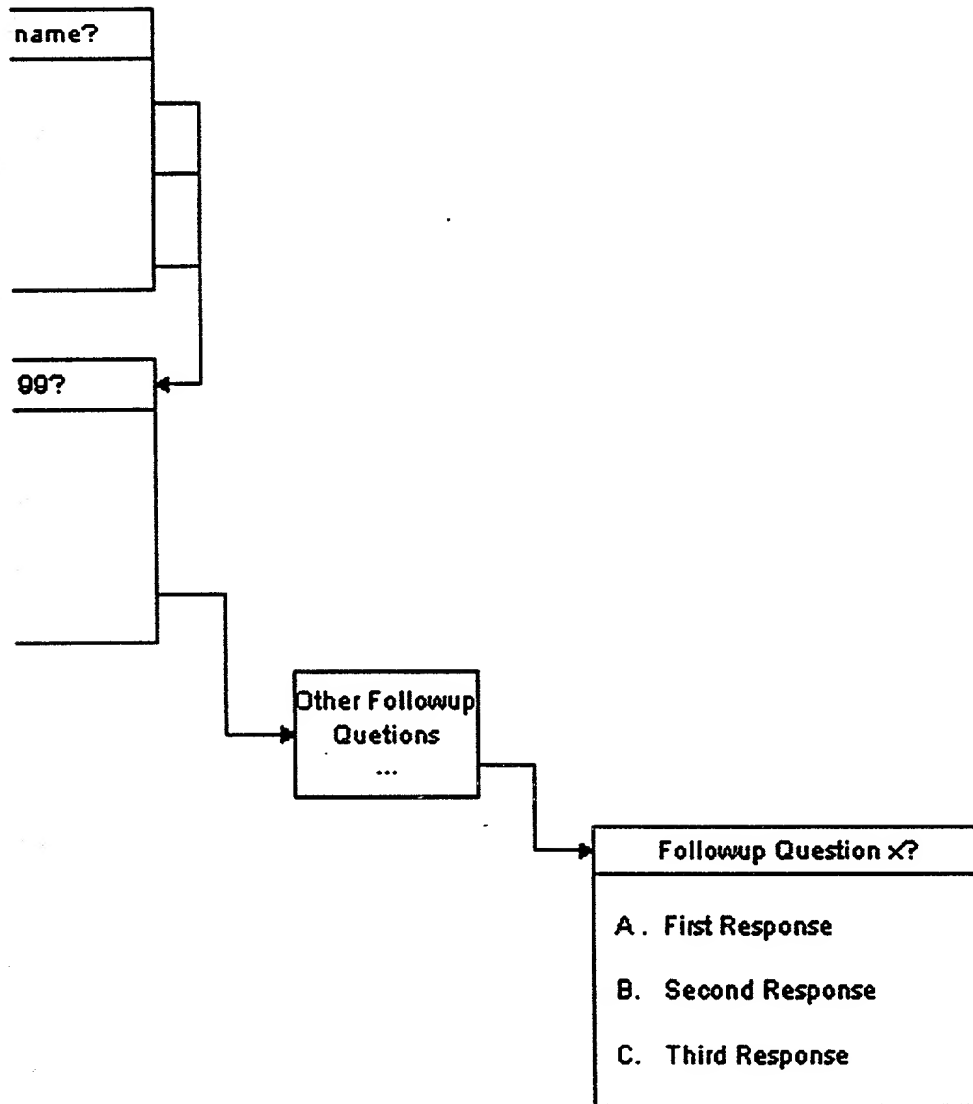 name?
99?
Other Followup
Quetions
...
Followup Question x?
A. First Response
B. Second Response
C. Third Response